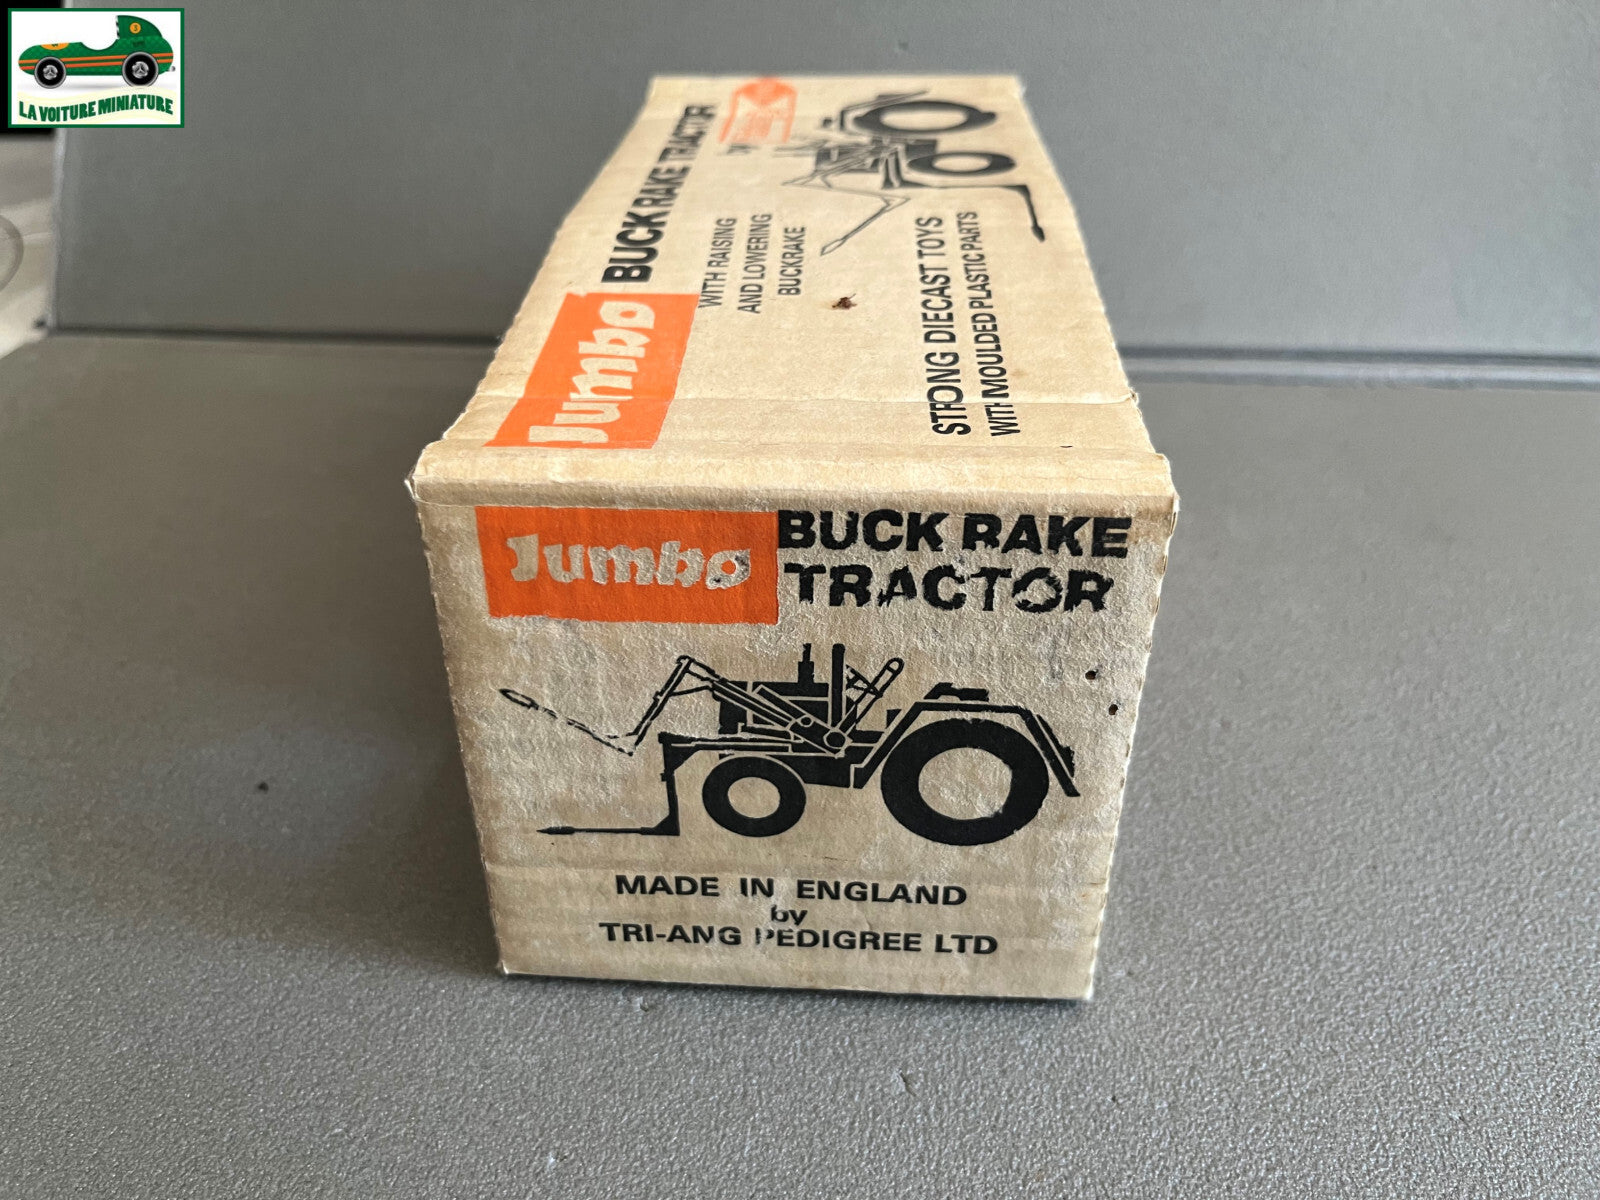 LA VOITURE MINIATURE
Jumbo BUCK RAKE TRACTOR
by
WITH RAISING
AND LOWERING
BUCKRAKE
STRONG DIECAST TOYS
WITH MOULDED PLASTIC PARTS
Jumbo BUCK RAKE
TRACTOR
MADE IN ENGLAND
by
TRI-ANG PEDIGREE LTD